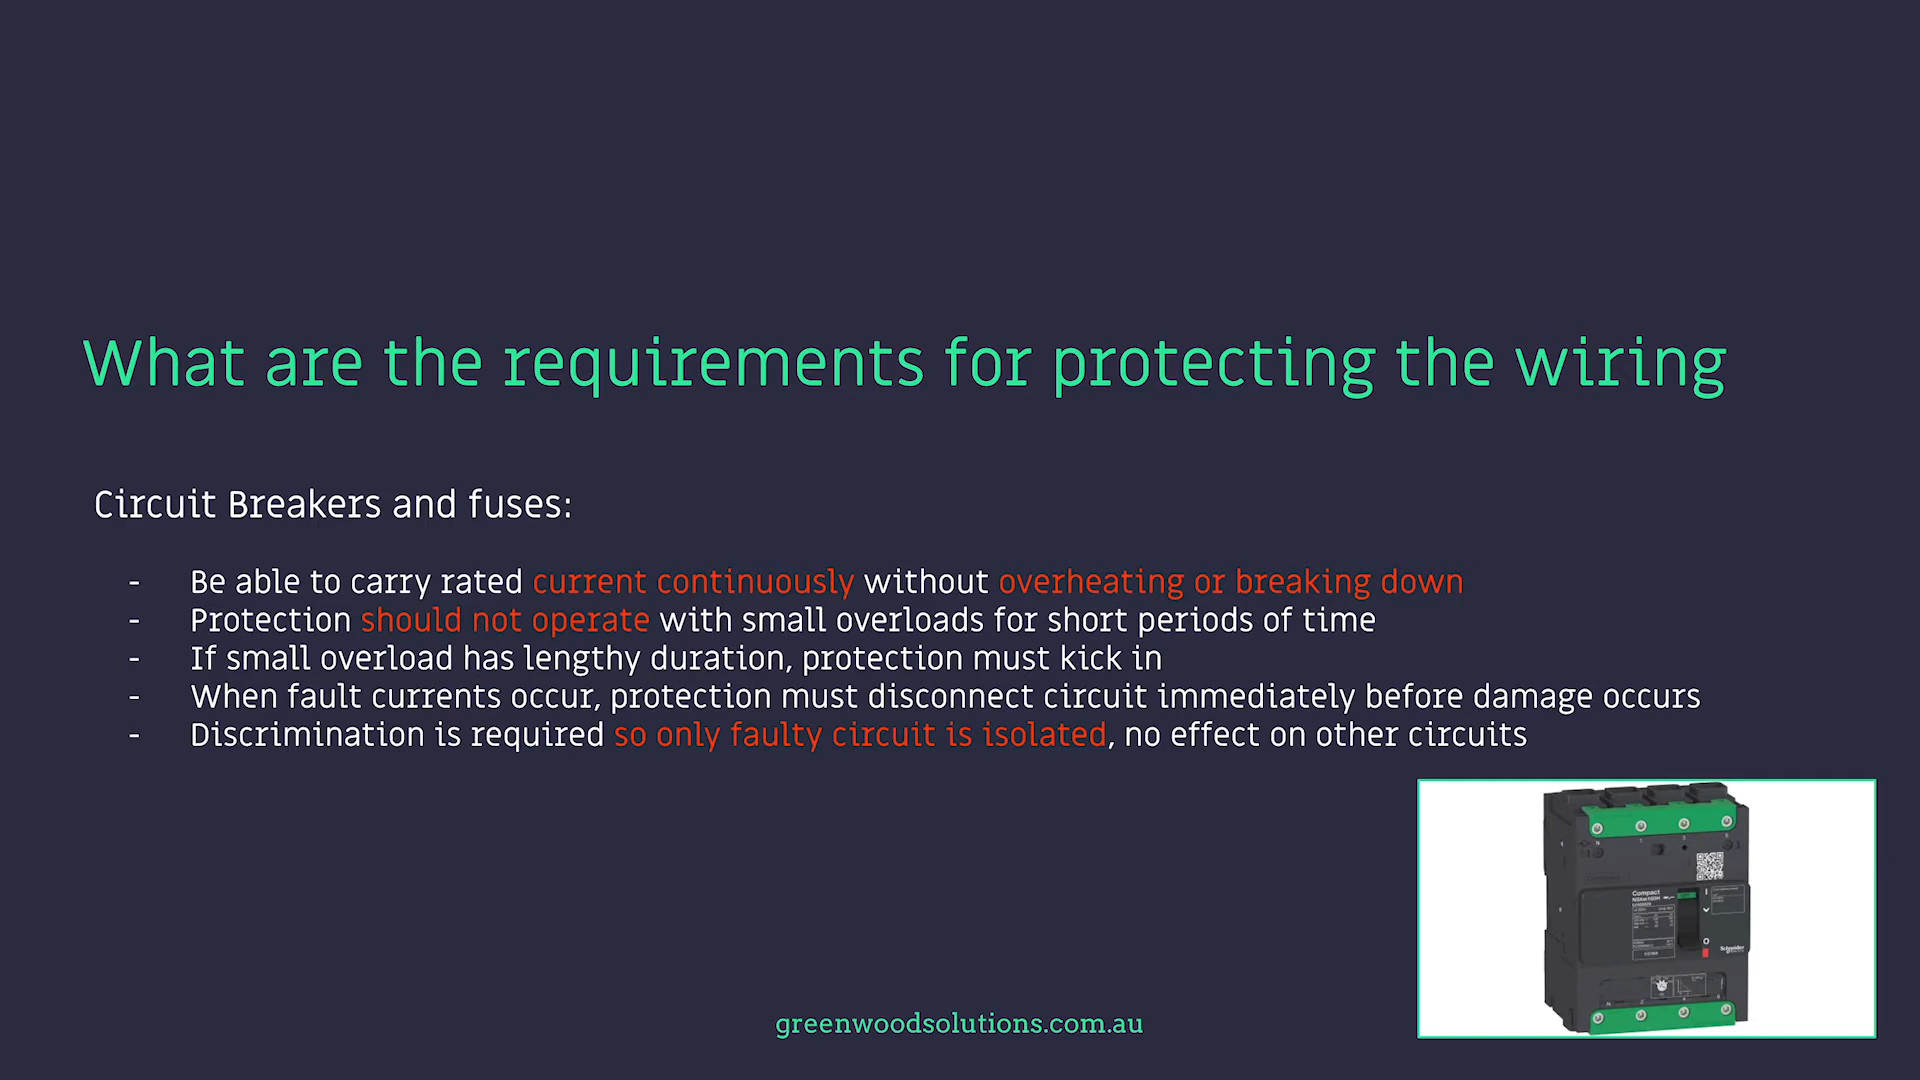 What are the requirements for protecting the wiring
Circuit Breakers and fuses:
- Be able to carry rated current continuously without overheating or breaking down
- Protection should not operate with small overloads for short periods of time
- If small overload has lengthy duration, protection must kick in
- When fault currents occur, protection must disconnect circuit immediately before damage occurs
- Discrimination is required so only faulty circuit is isolated, no effect on other circuits
Compact
Schneider
greenwoodsolutions.com.au